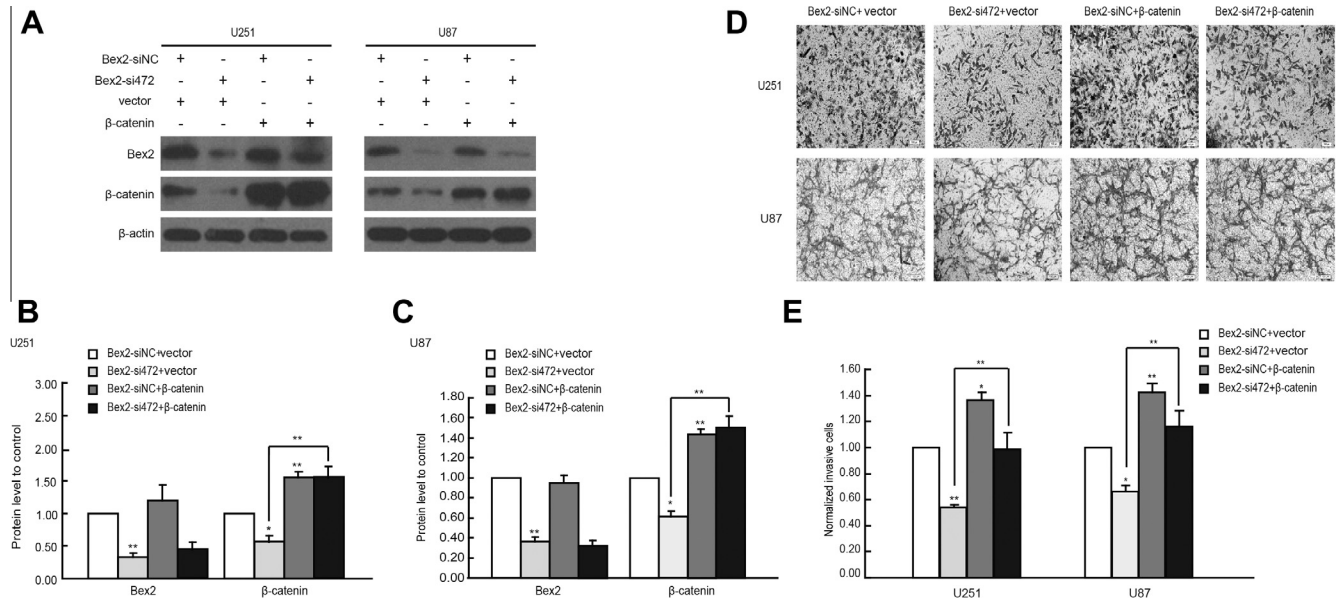 A
U251 U87
Bex2-siNC + - + - + - + -
Bex2-si472 - + - + - + - +
vector + + - - + + - -
β-catenin - - + + - - + +
Bex2
β-catenin
β-actin
D
Bex2-siNC+vector Bex2-si472+vector Bex2-siNC+β-catenin Bex2-si472+β-catenin
U251
U87
B
U251
Bex2-siNC+vector
Bex2-si472+vector
Bex2-siNC+β-catenin
Bex2-si472+β-catenin
Protein level to control
3.00
2.50
2.00
1.50
1.00
0.50
0.00
** * ** **
Bex2 β-catenin
C
U87
Bex2-siNC+vector
Bex2-si472+vector
Bex2-siNC+β-catenin
Bex2-si472+β-catenin
Protein level to control
1.80
1.60
1.40
1.20
1.00
0.80
0.60
0.40
0.20
0.00
** * ** **
Bex2 β-catenin
E
Bex2-siNC+vector
Bex2-si472+vector
Bex2-siNC+β-catenin
Bex2-si472+β-catenin
Normalized invasive cells
1.60
1.40
1.20
1.00
0.80
0.60
0.40
0.20
0.00
** * ** * ** **
U251 U87